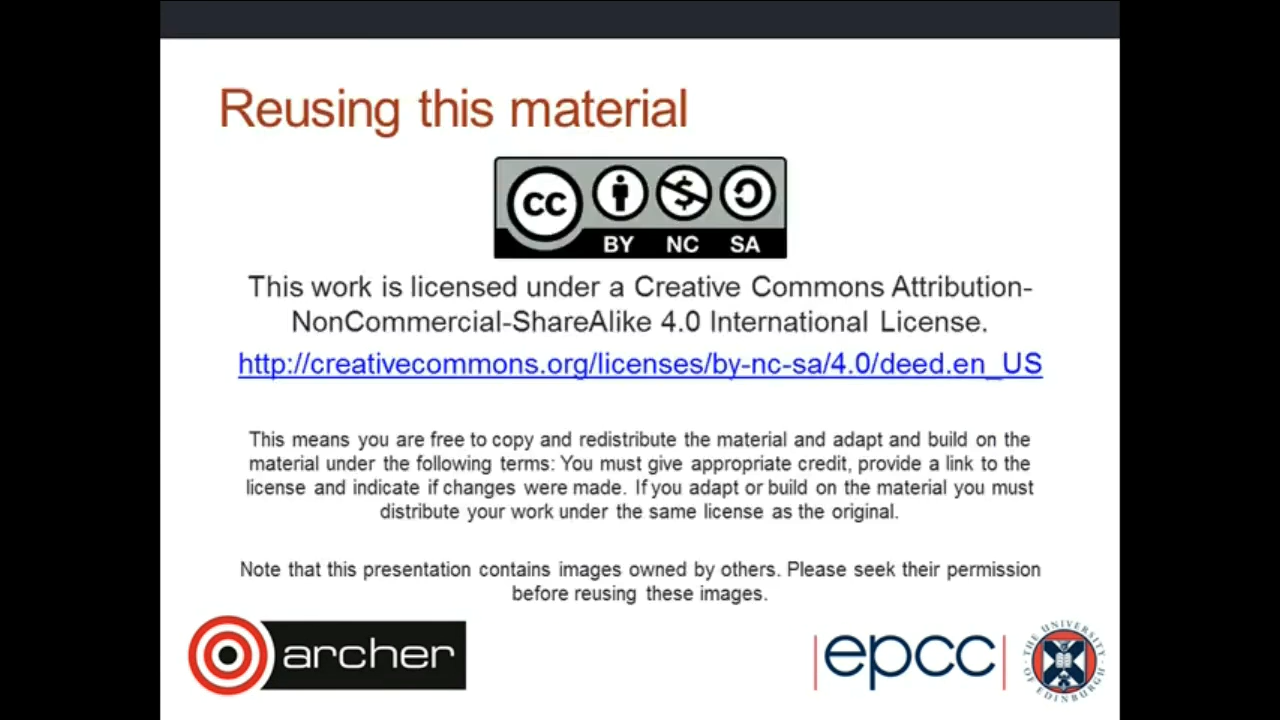 Reusing this material
CC
BY NC SA
This work is licensed under a Creative Commons Attribution-
NonCommercial-ShareAlike 4.0 International License.
http://creativecommons.org/licenses/by-nc-sa/4.0/deed.en_US
This means you are free to copy and redistribute the material and adapt and build on the
material under the following terms: You must give appropriate credit, provide a link to the
license and indicate if changes were made. If you adapt or build on the material you must
distribute your work under the same license as the original.
Note that this presentation contains images owned by others. Please seek their permission
before reusing these images.
archer
epcc
THE UNIVERSITY OF EDINBURGH